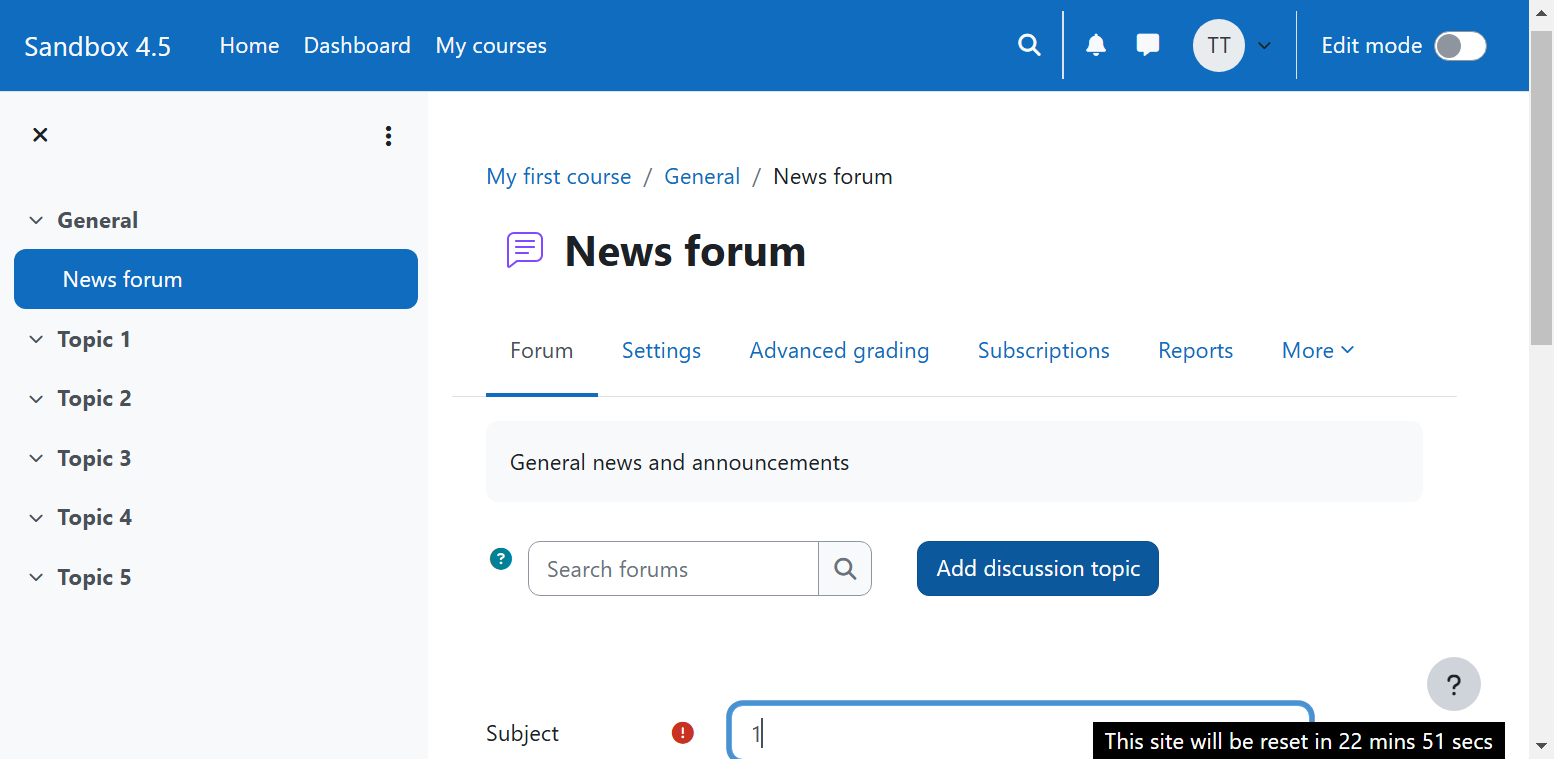 Sandbox 4.5 Home Dashboard My courses TT Edit mode
General
News forum
Topic 1
Topic 2
Topic 3
Topic 4
Topic 5
My first course / General / News forum
News forum
Forum Settings Advanced grading Subscriptions Reports More
General news and announcements
? Search forums Add discussion topic
?
Subject ! 1
This site will be reset in 22 mins 51 secs